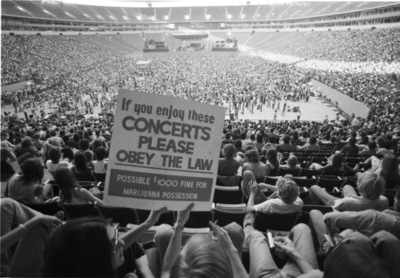 If you enjoy these
CONCERTS
PLEASE
OBEY THE LAW
POSSIBLE $1000 FINE FOR
MARIJUANA POSSESSION